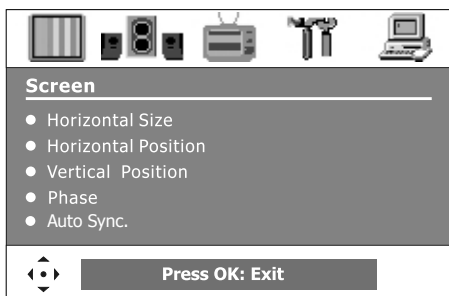 Screen
Horizontal Size
Horizontal Position
Vertical Position
Phase
Auto Sync.
Press OK: Exit